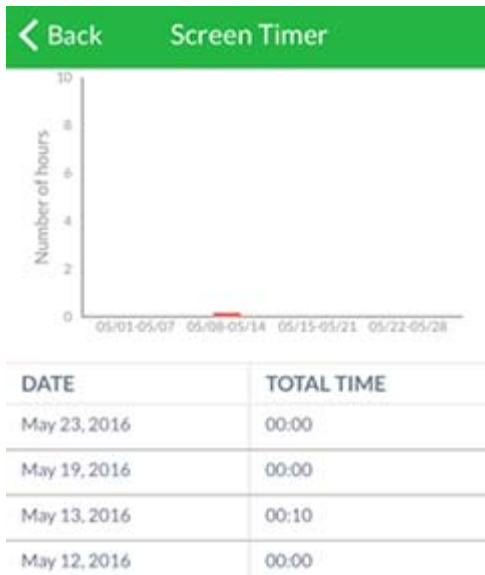 Back Screen Timer
10
8
6
4
2
0
Number of hours
05/01-05/07 05/08-05/14 05/15-05/21 05/22-05/28
DATE TOTAL TIME
May 23, 2016 00:00
May 19, 2016 00:00
May 13, 2016 00:10
May 12, 2016 00:00